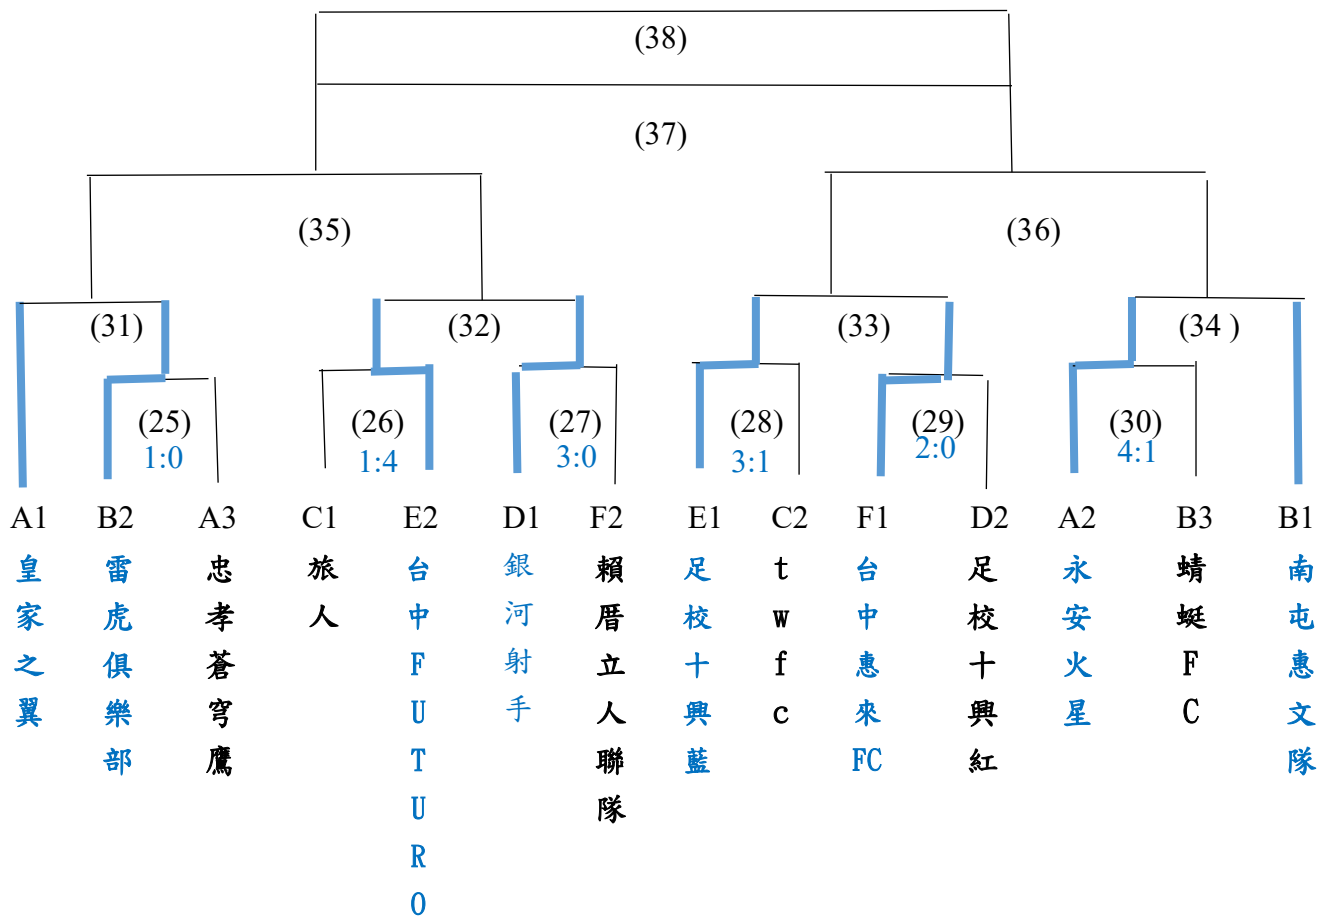 (38)
(37)
(35)
(36)
(31)
(32)
(33)
(34 )
(25)
1:0
(26)
1:4
(27)
3:0
(28)
3:1
(29)
2:0
(30)
4:1
A1
B2
A3
C1
E2
D1
F2
E1
C2
F1
D2
A2
B3
B1
皇家之翼
雷虎俱樂部
忠孝蒼穹鷹
旅人
台中FUTURO
銀河射手
賴厝立人聯隊
足校十興藍
twfc
台中惠來FC
足校十興紅
永安火星
蜻蜓FC
南屯惠文隊